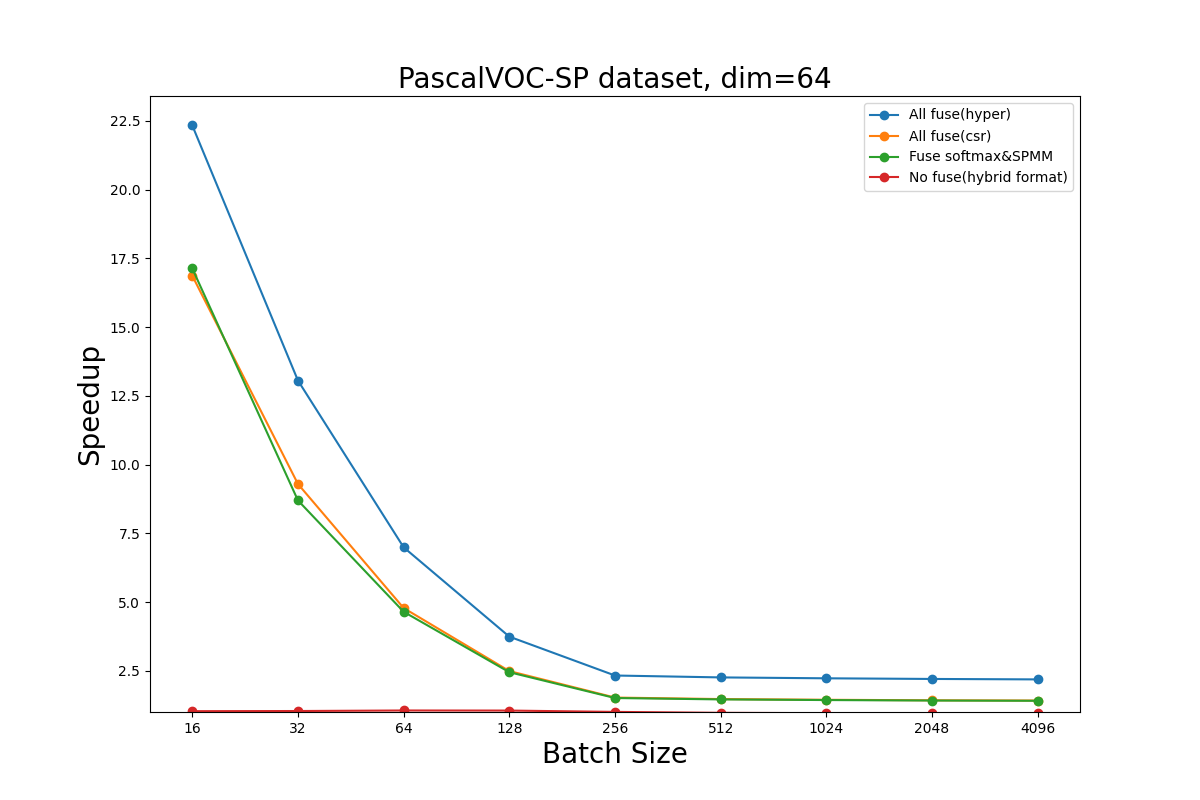 PascalVOC-SP dataset, dim=64
All fuse(hyper)
All fuse(csr)
Fuse softmax&SPMM
No fuse(hybrid format)
Speedup
22.5
20.0
17.5
15.0
12.5
10.0
7.5
5.0
2.5
16 32 64 128 256 512 1024 2048 4096
Batch Size